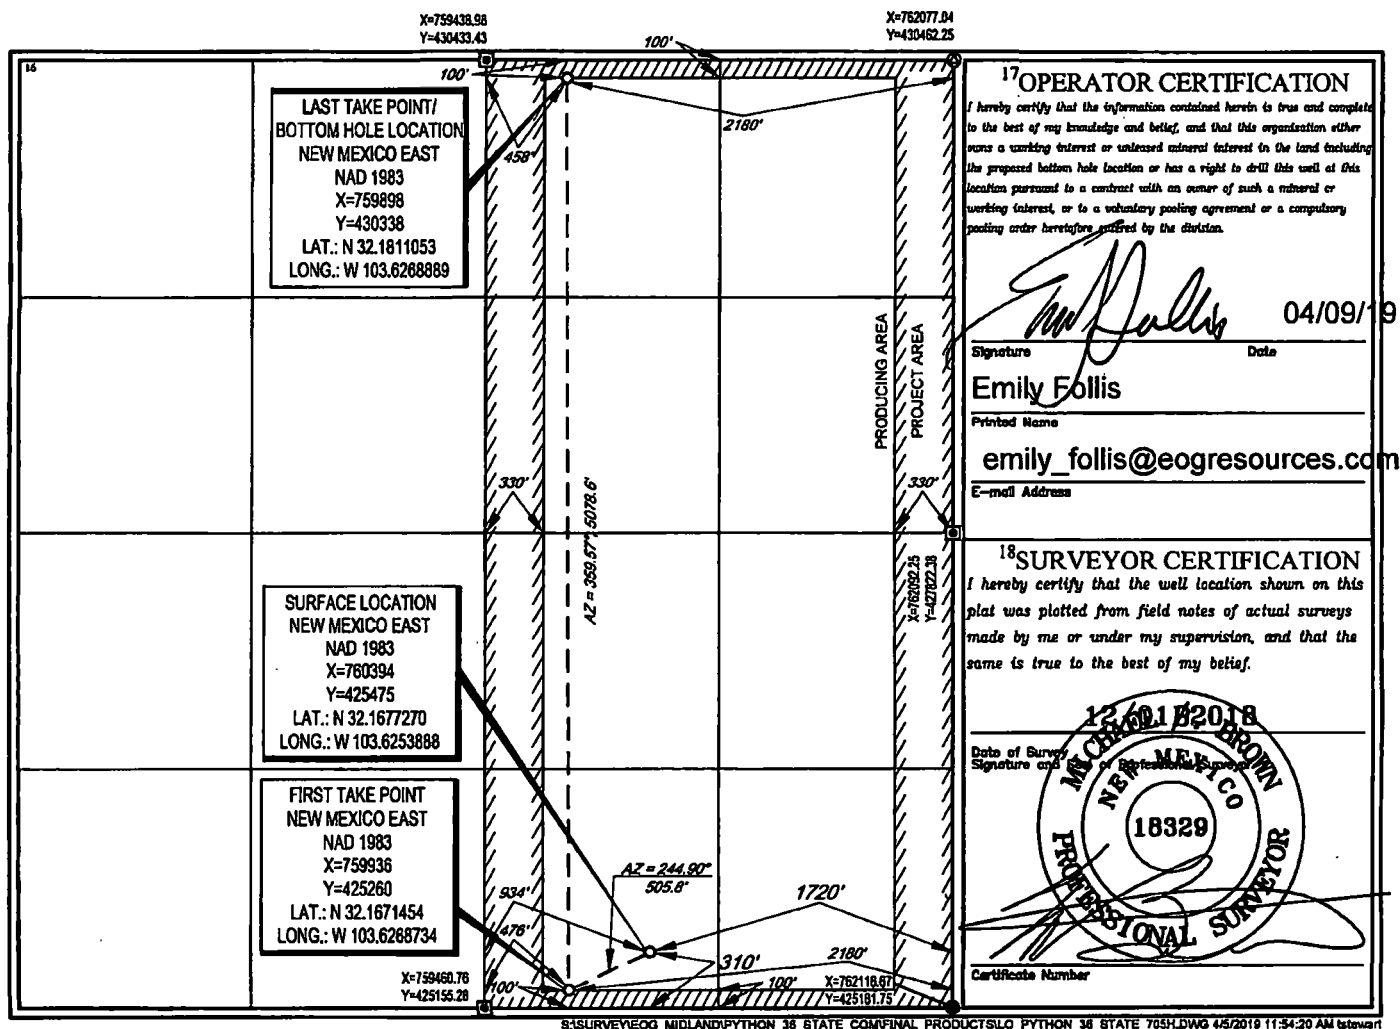 X=759438.98
Y=430433.43
X=762077.04
Y=430462.25
16
100'
100'
2180'
458'
LAST TAKE POINT/
BOTTOM HOLE LOCATION
NEW MEXICO EAST
NAD 1983
X=759898
Y=430338
LAT.: N 32.1811053
LONG.: W 103.6268889
PRODUCING AREA
PROJECT AREA
330'
330'
AZ = 359.57° 5078.6'
X=762092.25
Y=427822.38
SURFACE LOCATION
NEW MEXICO EAST
NAD 1983
X=760394
Y=425475
LAT.: N 32.1677270
LONG.: W 103.6253888
FIRST TAKE POINT
NEW MEXICO EAST
NAD 1983
X=759936
Y=425260
LAT.: N 32.1671454
LONG.: W 103.6268734
AZ = 244.90°
505.8'
934'
1720'
476'
310'
2180'
100'
100'
X=759460.76
Y=425155.28
X=762118.67
Y=425181.75
17 OPERATOR CERTIFICATION
I hereby certify that the information contained herein is true and complete
to the best of my knowledge and belief, and that this organization either
owns a working interest or unleased mineral interest in the land including
the proposed bottom hole location or has a right to drill this well at this
location pursuant to a contract with an owner of such a mineral or
working interest, or to a voluntary pooling agreement or a compulsory
pooling order heretofore entered by the division.
04/09/19
Signature Date
Emily Follis
Printed Name
emily_follis@eogresources.com
E-mail Address
18 SURVEYOR CERTIFICATION
I hereby certify that the well location shown on this
plat was plotted from field notes of actual surveys
made by me or under my supervision, and that the
same is true to the best of my belief.
Date of Survey
Signature and Seal of Professional Surveyor
MICHAEL BROWN
NEW MEXICO
18329
PROFESSIONAL SURVEYOR
Certificate Number
S:\SURVEY\EOG_MIDLAND\PYTHON_36_STATE_COM\FINAL_PRODUCTS\LO_PYTHON_36_STATE_705H.DWG 4/5/2019 11:54:20 AM